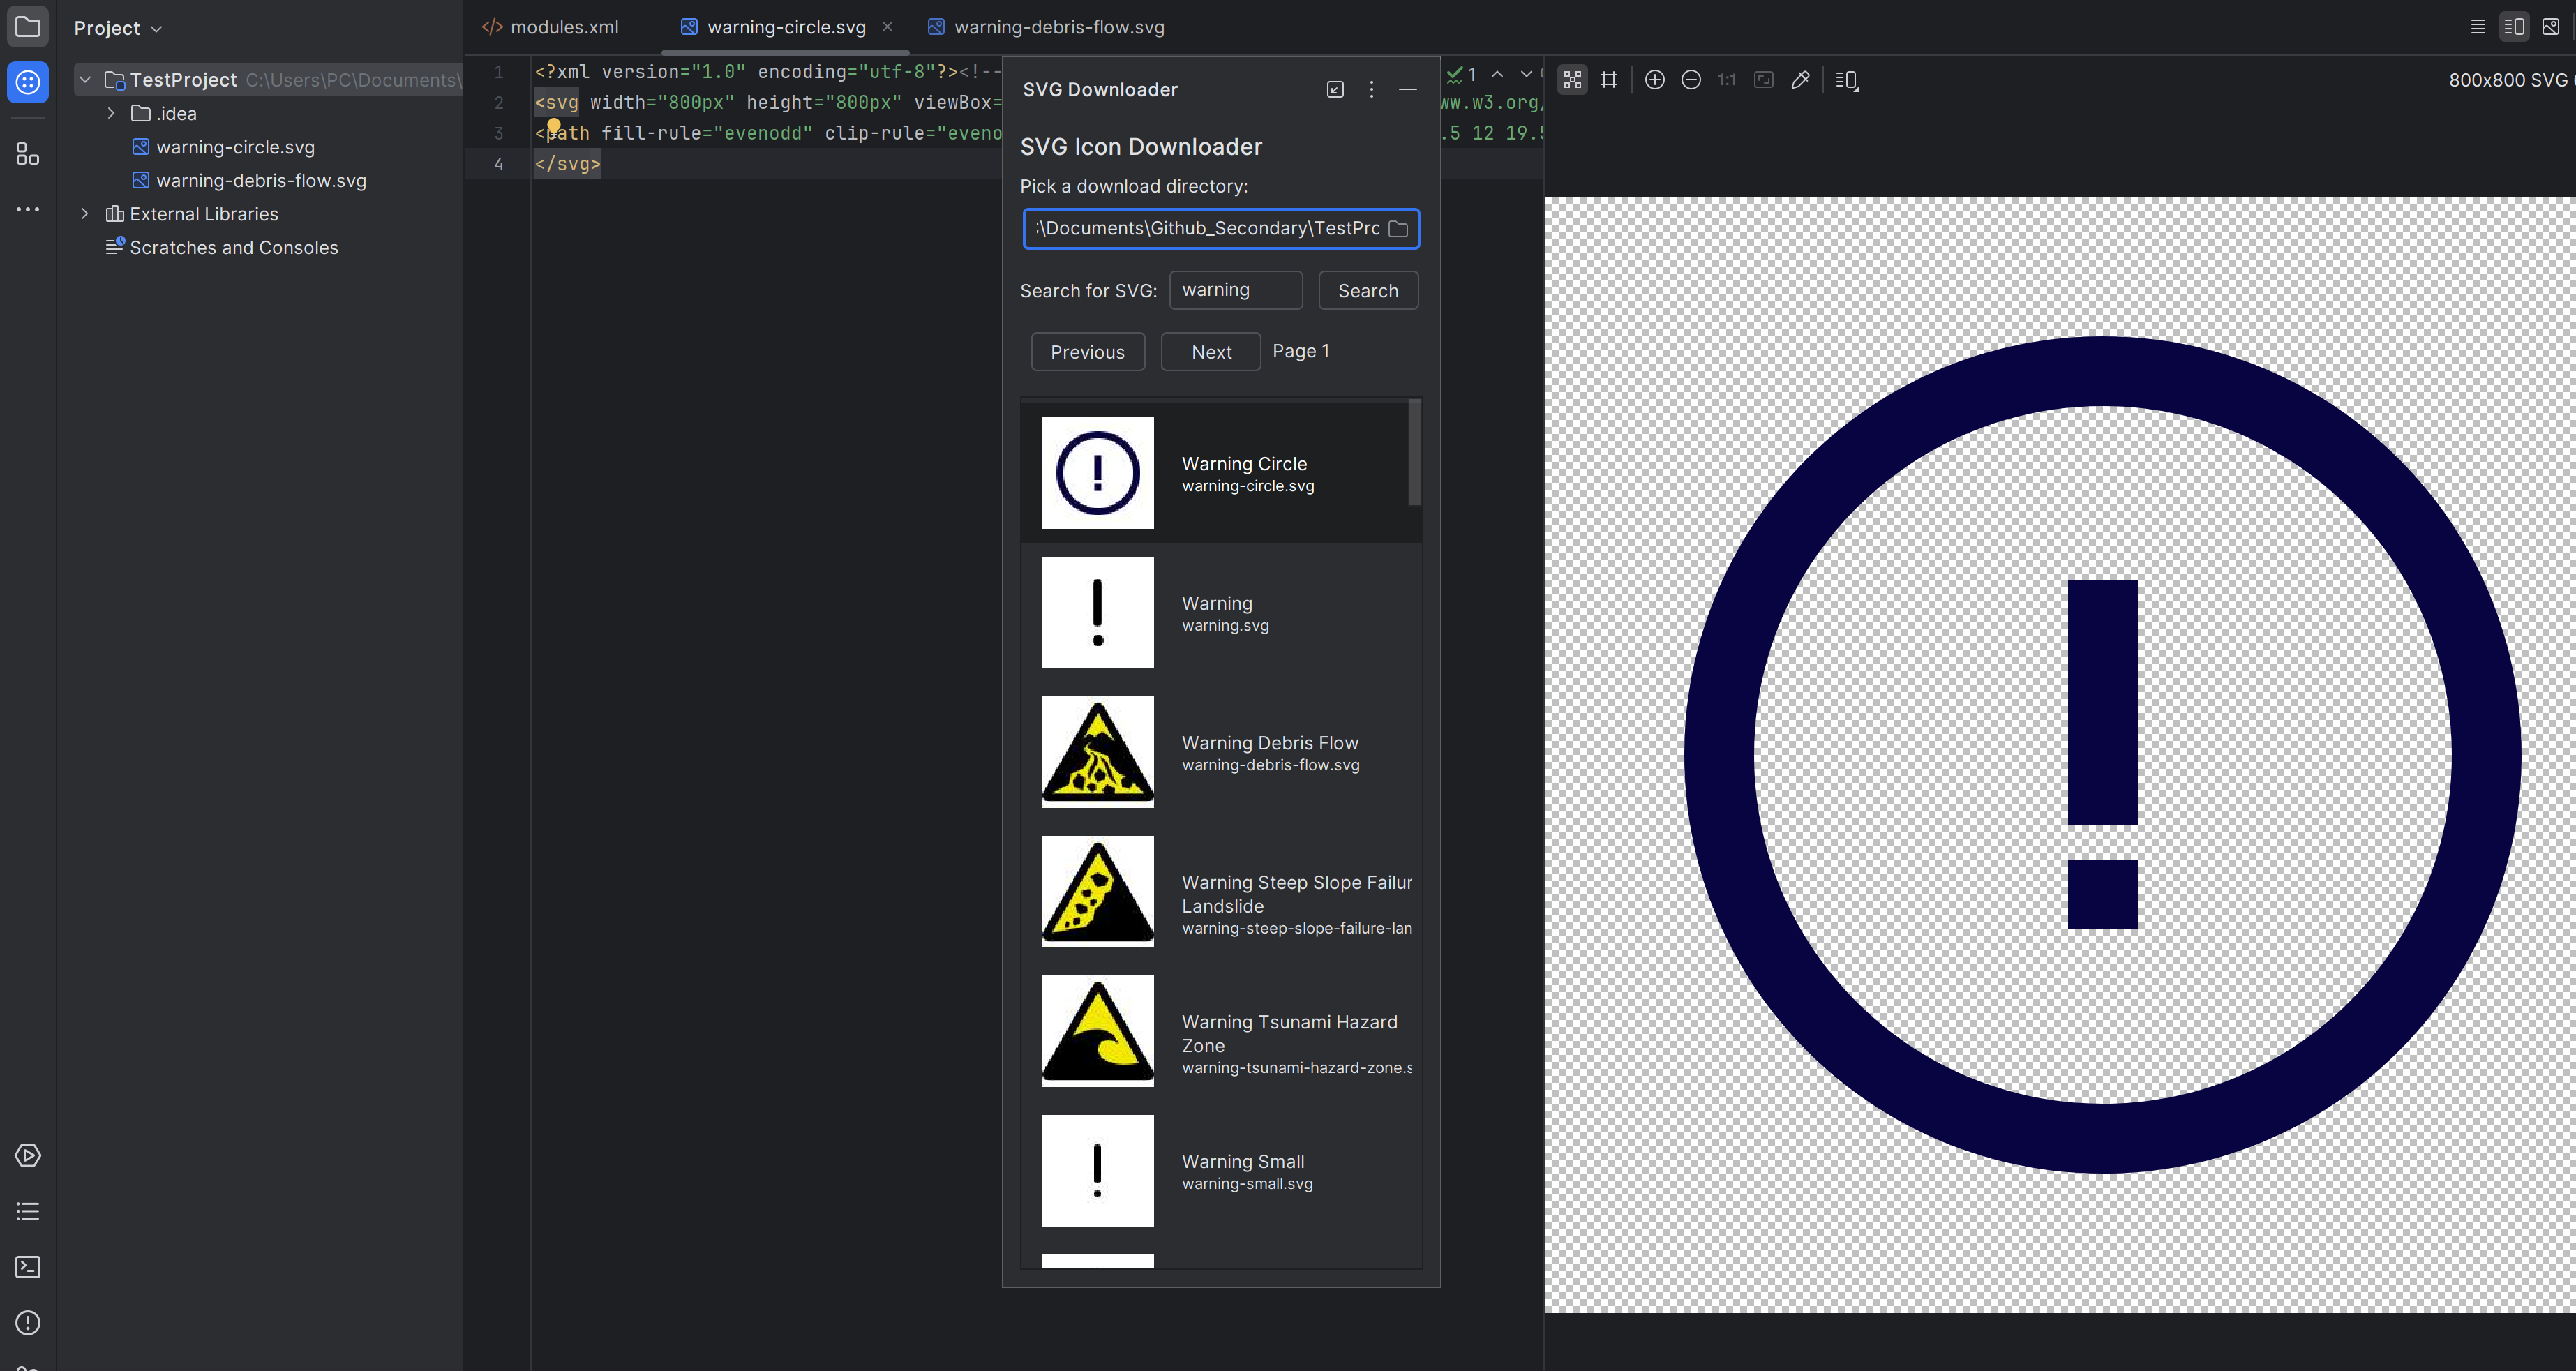 Project
TestProject C:\Users\PC\Documents\
.idea
warning-circle.svg
warning-debris-flow.svg
External Libraries
Scratches and Consoles
modules.xml
warning-circle.svg
warning-debris-flow.svg
1 <?xml version="1.0" encoding="utf-8"?><!--
2 <svg width="800px" height="800px" viewBox=
3 <path fill-rule="evenodd" clip-rule="eveno
4 </svg>
1
ww.w3.org/
.5 12 19.5
SVG Downloader
SVG Icon Downloader
Pick a download directory:
:\Documents\Github_Secondary\TestPrc
Search for SVG: warning Search
Previous Next Page 1
Warning Circle
warning-circle.svg
Warning
warning.svg
Warning Debris Flow
warning-debris-flow.svg
Warning Steep Slope Failur
Landslide
warning-steep-slope-failure-lan
Warning Tsunami Hazard
Zone
warning-tsunami-hazard-zone.s
Warning Small
warning-small.svg
1:1
800x800 SVG